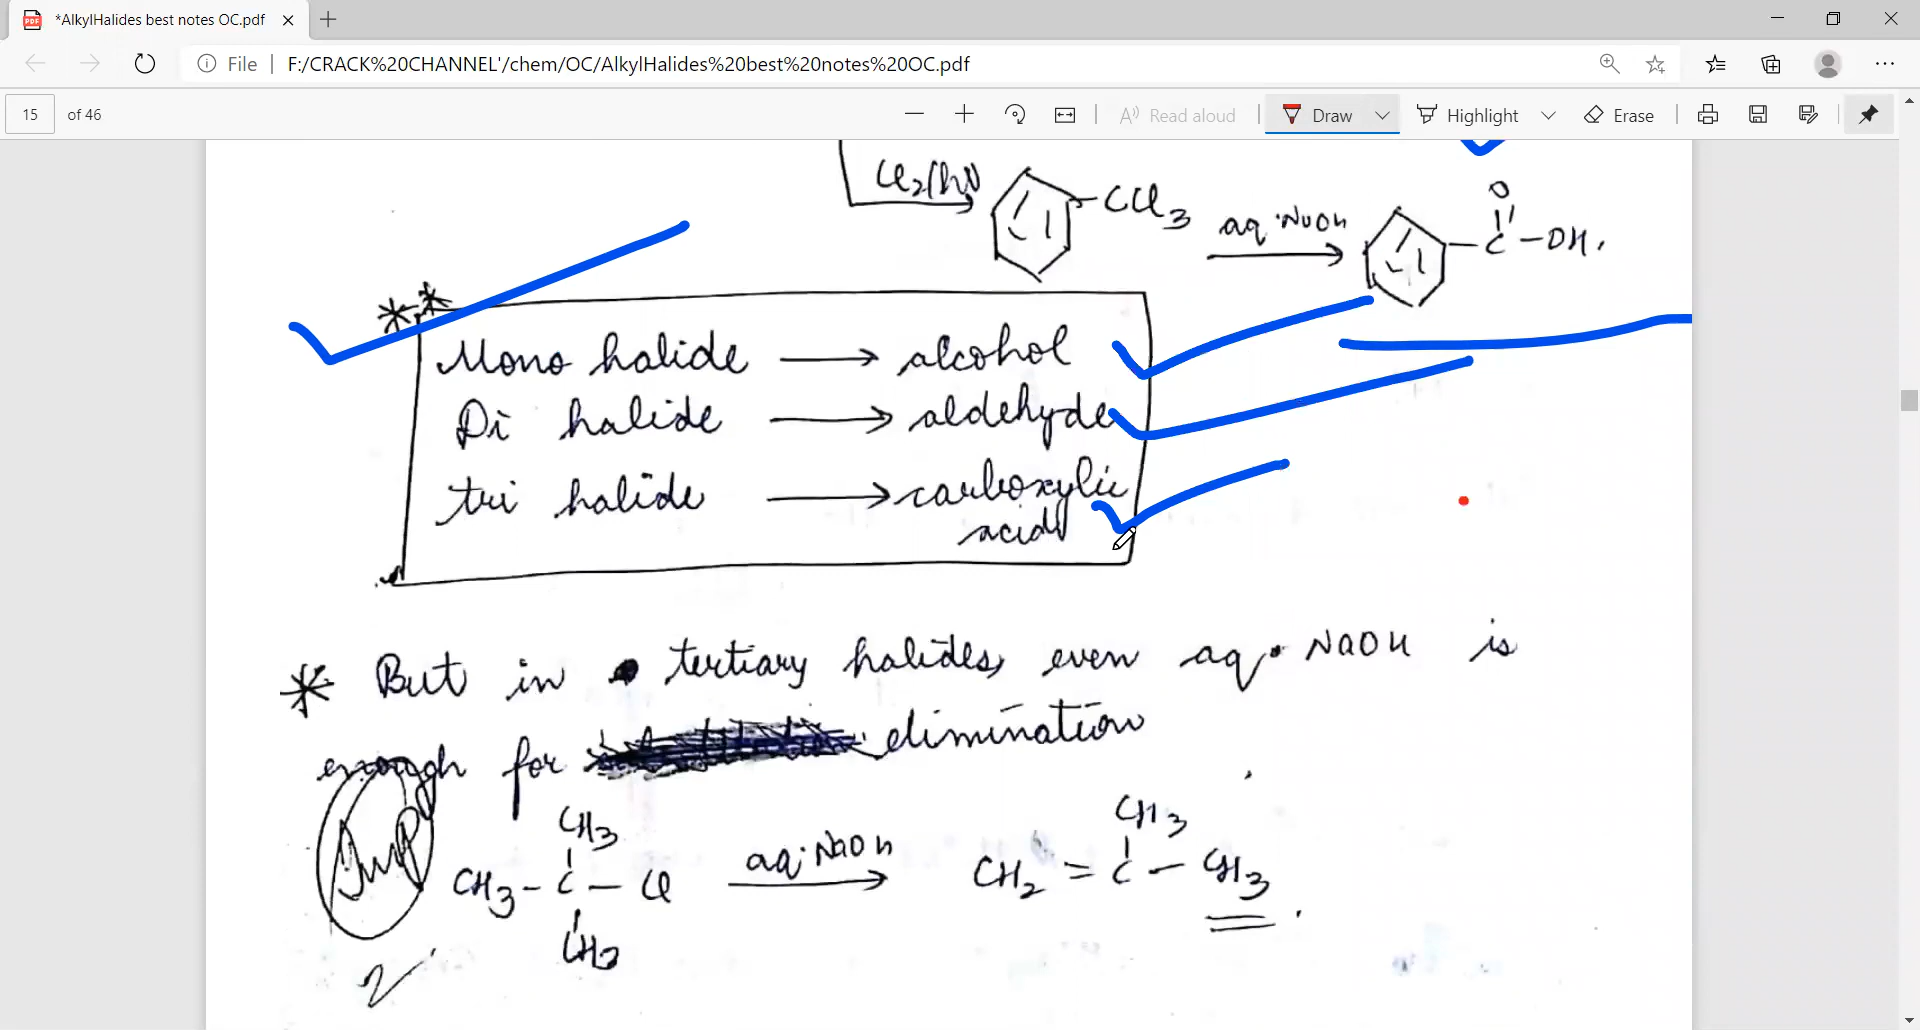 *AlkylHalides best notes OC.pdf
File F:/CRACK%20CHANNEL'/chem/OC/AlkylHalides%20best%20notes%20OC.pdf
15 of 46
Read aloud Draw Highlight Erase
Cl2/hν
CCl3
aq. NaOH
O
C-OH.
** Mono halide → alcohol
Di halide → aldehyde
tri halide → carboxylic
acid
* But in tertiary halides, even aq. NaOH is
enough for elimination
Imp
CH3
CH3-C-Cl
CH3
aq. NaOH →
CH3
CH2=C-CH3